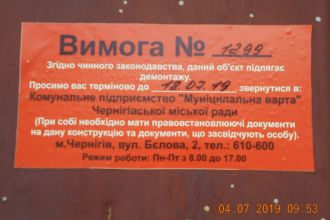 Вимога № 1299
Згідно чинного законодавства, даний об'єкт підлягає
демонтажу.
Просимо вас терміново до 18.07.19 звернутися в:
Комунальне підприємство "Муніципальна варта"
Чернігівської міської ради
(При собі необхідно мати правовстановлюючі документи
на дану конструкцію та документи, що засвідчують особу).
м.Чернігів, вул. Бєлова, 2, тел.: 610-600
Режим роботи: Пн-Пт з 8.00 до 17.00
04.07.2019 09:53